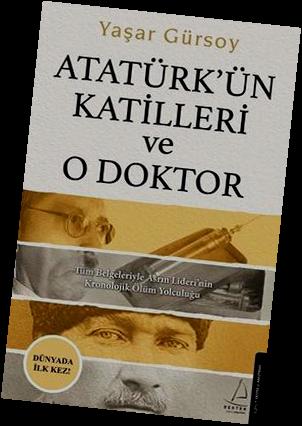 Yaşar Gürsoy
ATATÜRK'ÜN
KATİLLERİ
ve
O DOKTOR
Tüm Belgeleriyle Asrın Lideri'nin
Kronolojik Ölüm Yolculuğu
DÜNYADA
İLK KEZ!
DESTEK